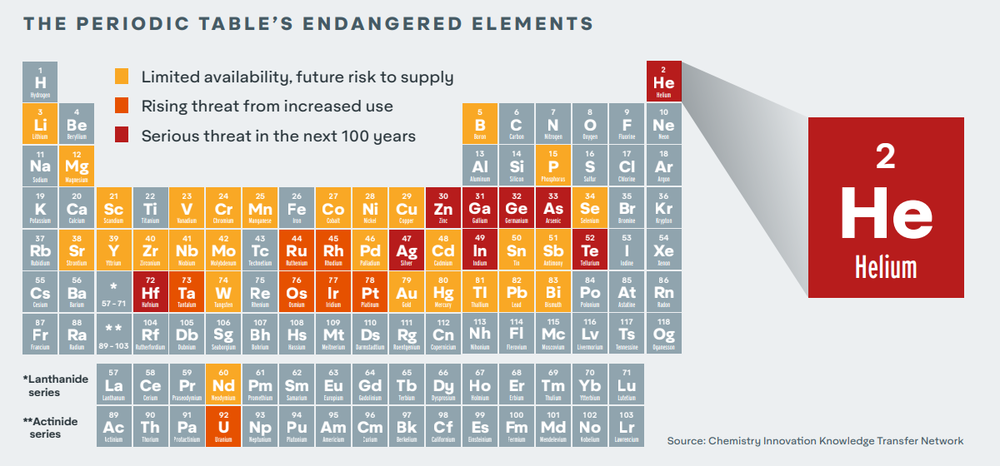 THE PERIODIC TABLE'S ENDANGERED ELEMENTS
Limited availability, future risk to supply
Rising threat from increased use
Serious threat in the next 100 years
1 H Hydrogen
2 He Helium
3 Li Lithium
4 Be Beryllium
5 B Boron
6 C Carbon
7 N Nitrogen
8 O Oxygen
9 F Fluorine
10 Ne Neon
11 Na Sodium
12 Mg Magnesium
13 Al Aluminum
14 Si Silicon
15 P Phosphorus
16 S Sulfur
17 Cl Chlorine
18 Ar Argon
19 K Potassium
20 Ca Calcium
21 Sc Scandium
22 Ti Titanium
23 V Vanadium
24 Cr Chromium
25 Mn Manganese
26 Fe Iron
27 Co Cobalt
28 Ni Nickel
29 Cu Copper
30 Zn Zinc
31 Ga Gallium
32 Ge Germanium
33 As Arsenic
34 Se Selenium
35 Br Bromine
36 Kr Krypton
37 Rb Rubidium
38 Sr Strontium
39 Y Yttrium
40 Zr Zirconium
41 Nb Niobium
42 Mo Molybdenum
43 Tc Technetium
44 Ru Ruthenium
45 Rh Rhodium
46 Pd Palladium
47 Ag Silver
48 Cd Cadmium
49 In Indium
50 Sn Tin
51 Sb Antimony
52 Te Tellurium
53 I Iodine
54 Xe Xenon
55 Cs Cesium
56 Ba Barium
* 57 - 71
72 Hf Hafnium
73 Ta Tantalum
74 W Tungsten
75 Re Rhenium
76 Os Osmium
77 Ir Iridium
78 Pt Platinum
79 Au Gold
80 Hg Mercury
81 Tl Thallium
82 Pb Lead
83 Bi Bismuth
84 Po Polonium
85 At Astatine
86 Rn Radon
87 Fr Francium
88 Ra Radium
** 89 - 103
104 Rf Rutherfordium
105 Db Dubnium
106 Sg Seaborgium
107 Bh Bohrium
108 Hs Hassium
109 Mt Meitnerium
110 Ds Darmstadtium
111 Rg Roentgenium
112 Cn Copernicium
113 Nh Nihonium
114 Fl Flerovium
115 Mc Moscovium
116 Lv Livermorium
117 Ts Tennessine
118 Og Oganesson
*Lanthanide
series
57 La Lanthanum
58 Ce Cerium
59 Pr Praseodymium
60 Nd Neodymium
61 Pm Promethium
62 Sm Samarium
63 Eu Europium
64 Gd Gadolinium
65 Tb Terbium
66 Dy Dysprosium
67 Ho Holmium
68 Er Erbium
69 Tm Thulium
70 Yb Ytterbium
71 Lu Lutetium
**Actinide
series
89 Ac Actinium
90 Th Thorium
91 Pa Protactinium
92 U Uranium
93 Np Neptunium
94 Pu Plutonium
95 Am Americium
96 Cm Curium
97 Bk Berkelium
98 Cf Californium
99 Es Einsteinium
100 Fm Fermium
101 Md Mendelevium
102 No Nobelium
103 Lr Lawrencium
2
He
Helium
Source: Chemistry Innovation Knowledge Transfer Network